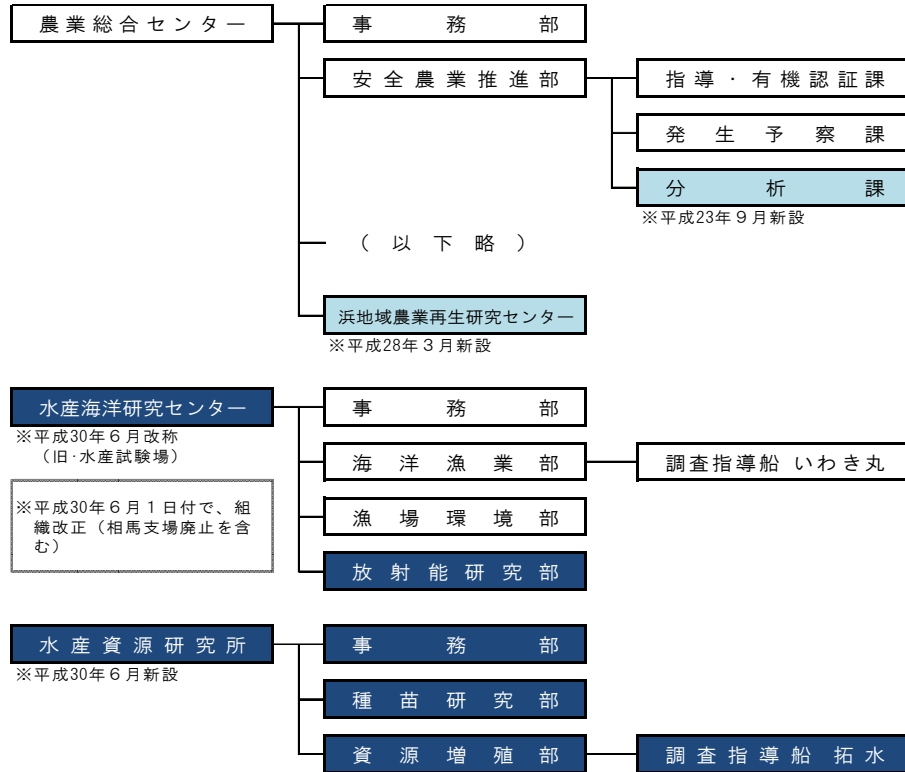 農業総合センター
事務部
安全農業推進部
指導・有機認証課
発生予察課
分析課
※平成23年９月新設
（以下略）
浜地域農業再生研究センター
※平成28年３月新設
水産海洋研究センター
※平成30年６月改称
（旧・水産試験場）
※平成30年６月１日付で、組
織改正（相馬支場廃止を含
む）
事務部
海洋漁業部
調査指導船 いわき丸
漁場環境部
放射能研究部
水産資源研究所
※平成30年６月新設
事務部
種苗研究部
資源増殖部
調査指導船 拓水